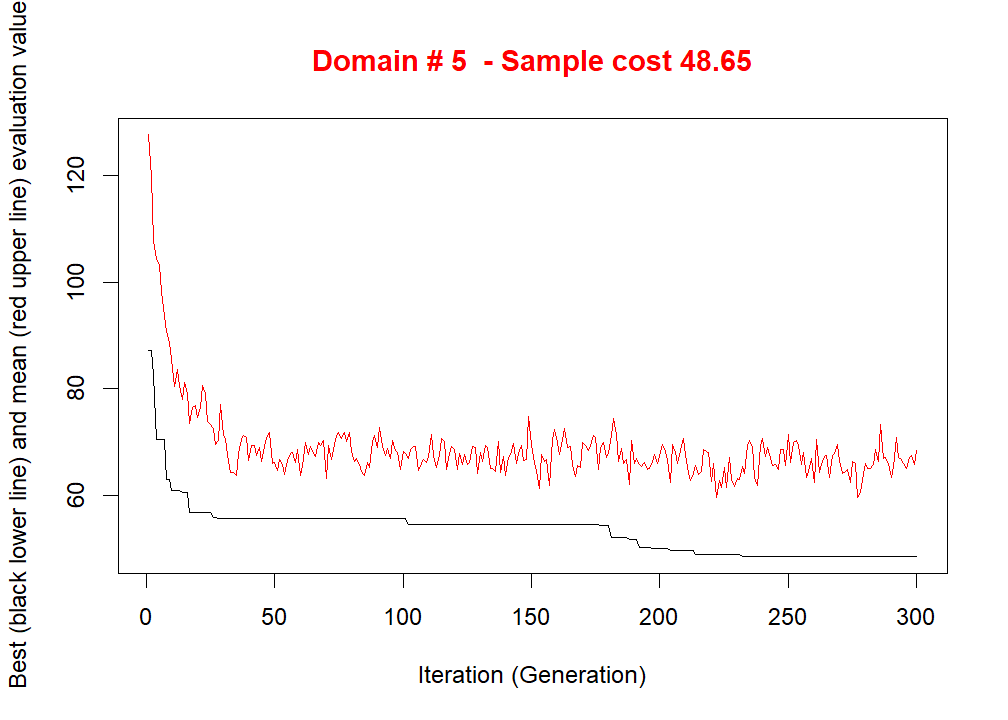 Domain # 5  - Sample cost 48.65
Best (black lower line) and mean (red upper line) evaluation value
120
100
80
60
0 50 100 150 200 250 300
Iteration (Generation)